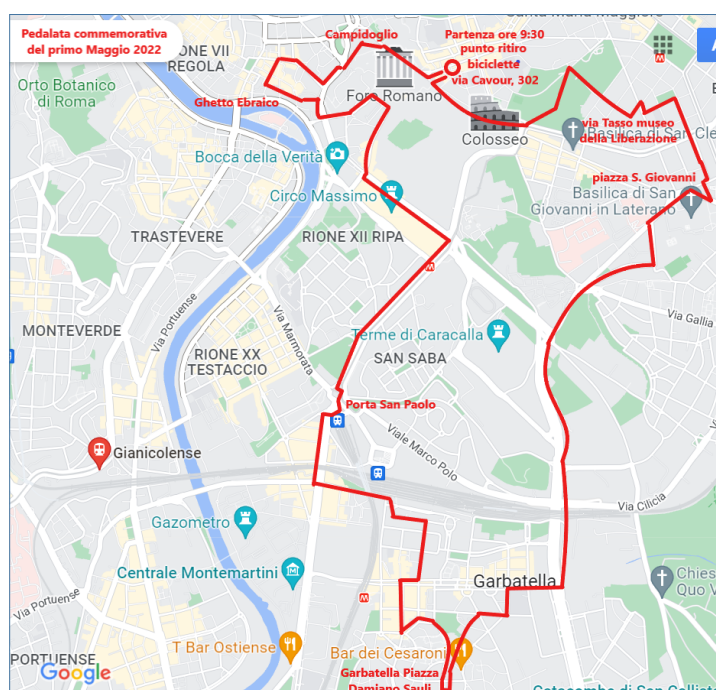 Pedalata commemorativa
del primo Maggio 2022
RIONE VII
REGOLA
Campidoglio
Partenza ore 9:30
punto ritiro
biciclette
via Cavour, 302
Orto Botanico
di Roma
Ghetto Ebraico
Foro Romano
Colosseo
via Tasso museo
della Liberazione
Basilica di San Cle
Bocca della Verità
piazza S. Giovanni
Basilica di San
Giovanni in Laterano
Circo Massimo
TRASTEVERE
RIONE XII RIPA
Via Portuense
Via Marmorata
Via Gallia
MONTEVERDE
Terme di Caracalla
RIONE XX
TESTACCIO
SAN SABA
Porta San Paolo
Viale Marco Polo
Gianicolense
Via Cilicia
Gazometro
Centrale Montemartini
Garbatella
Chies
Quo V
Via Portuense
T Bar Ostiense
Bar dei Cesaroni
PORTUENSE
Google
Garbatella Piazza
Damiano Sauli